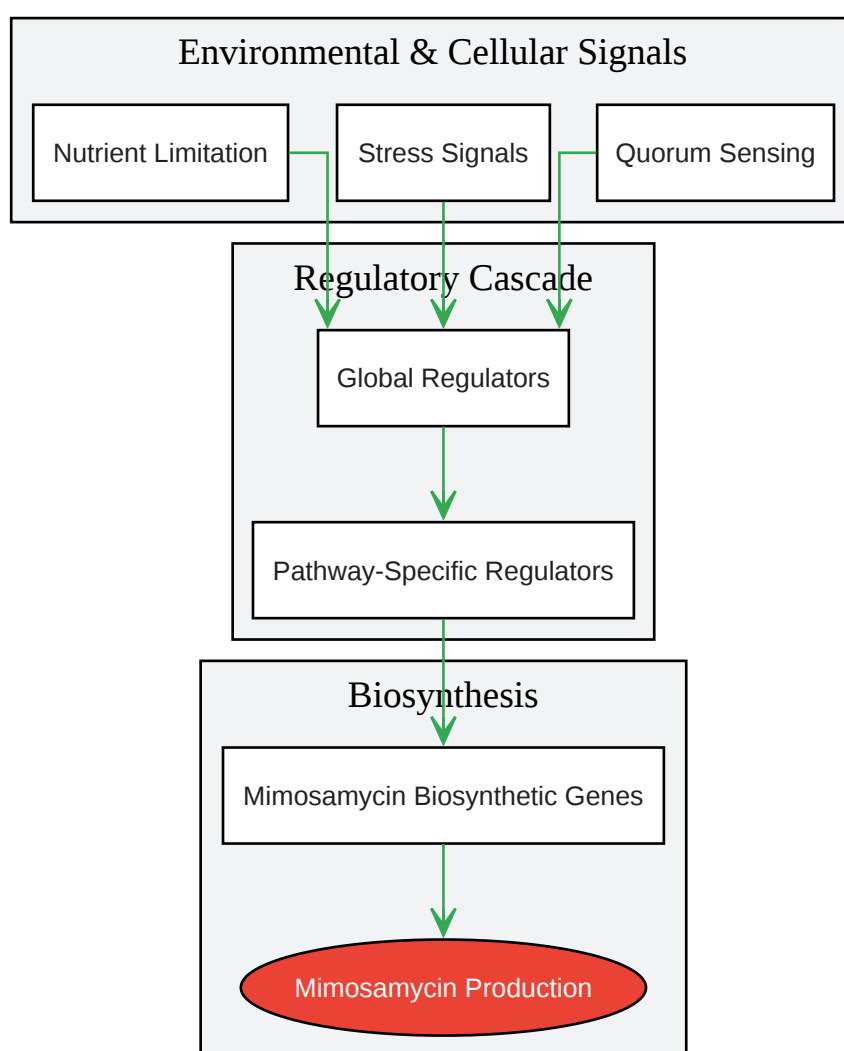 Environmental & Cellular Signals
Nutrient Limitation
Stress Signals
Quorum Sensing
Regulatory Cascade
Global Regulators
Pathway-Specific Regulators
Biosynthesis
Mimosamycin Biosynthetic Genes
Mimosamycin Production